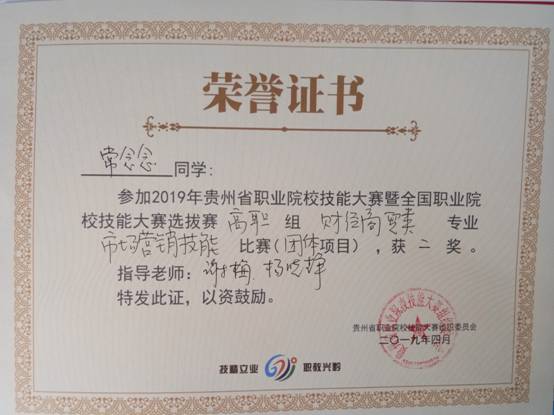 荣誉证书
常念念同学：
参加2019年贵州省职业院校技能大赛暨全国职业院
校技能大赛选拔赛高职组财经商贸类专业
市场营销技能比赛(团体项目)，获二奖。
指导老师：谢梅、杨晓静
特发此证，以资鼓励。
贵州省职业院校技能大赛组织委员会
二〇一九年四月
技精立业 职教兴黔